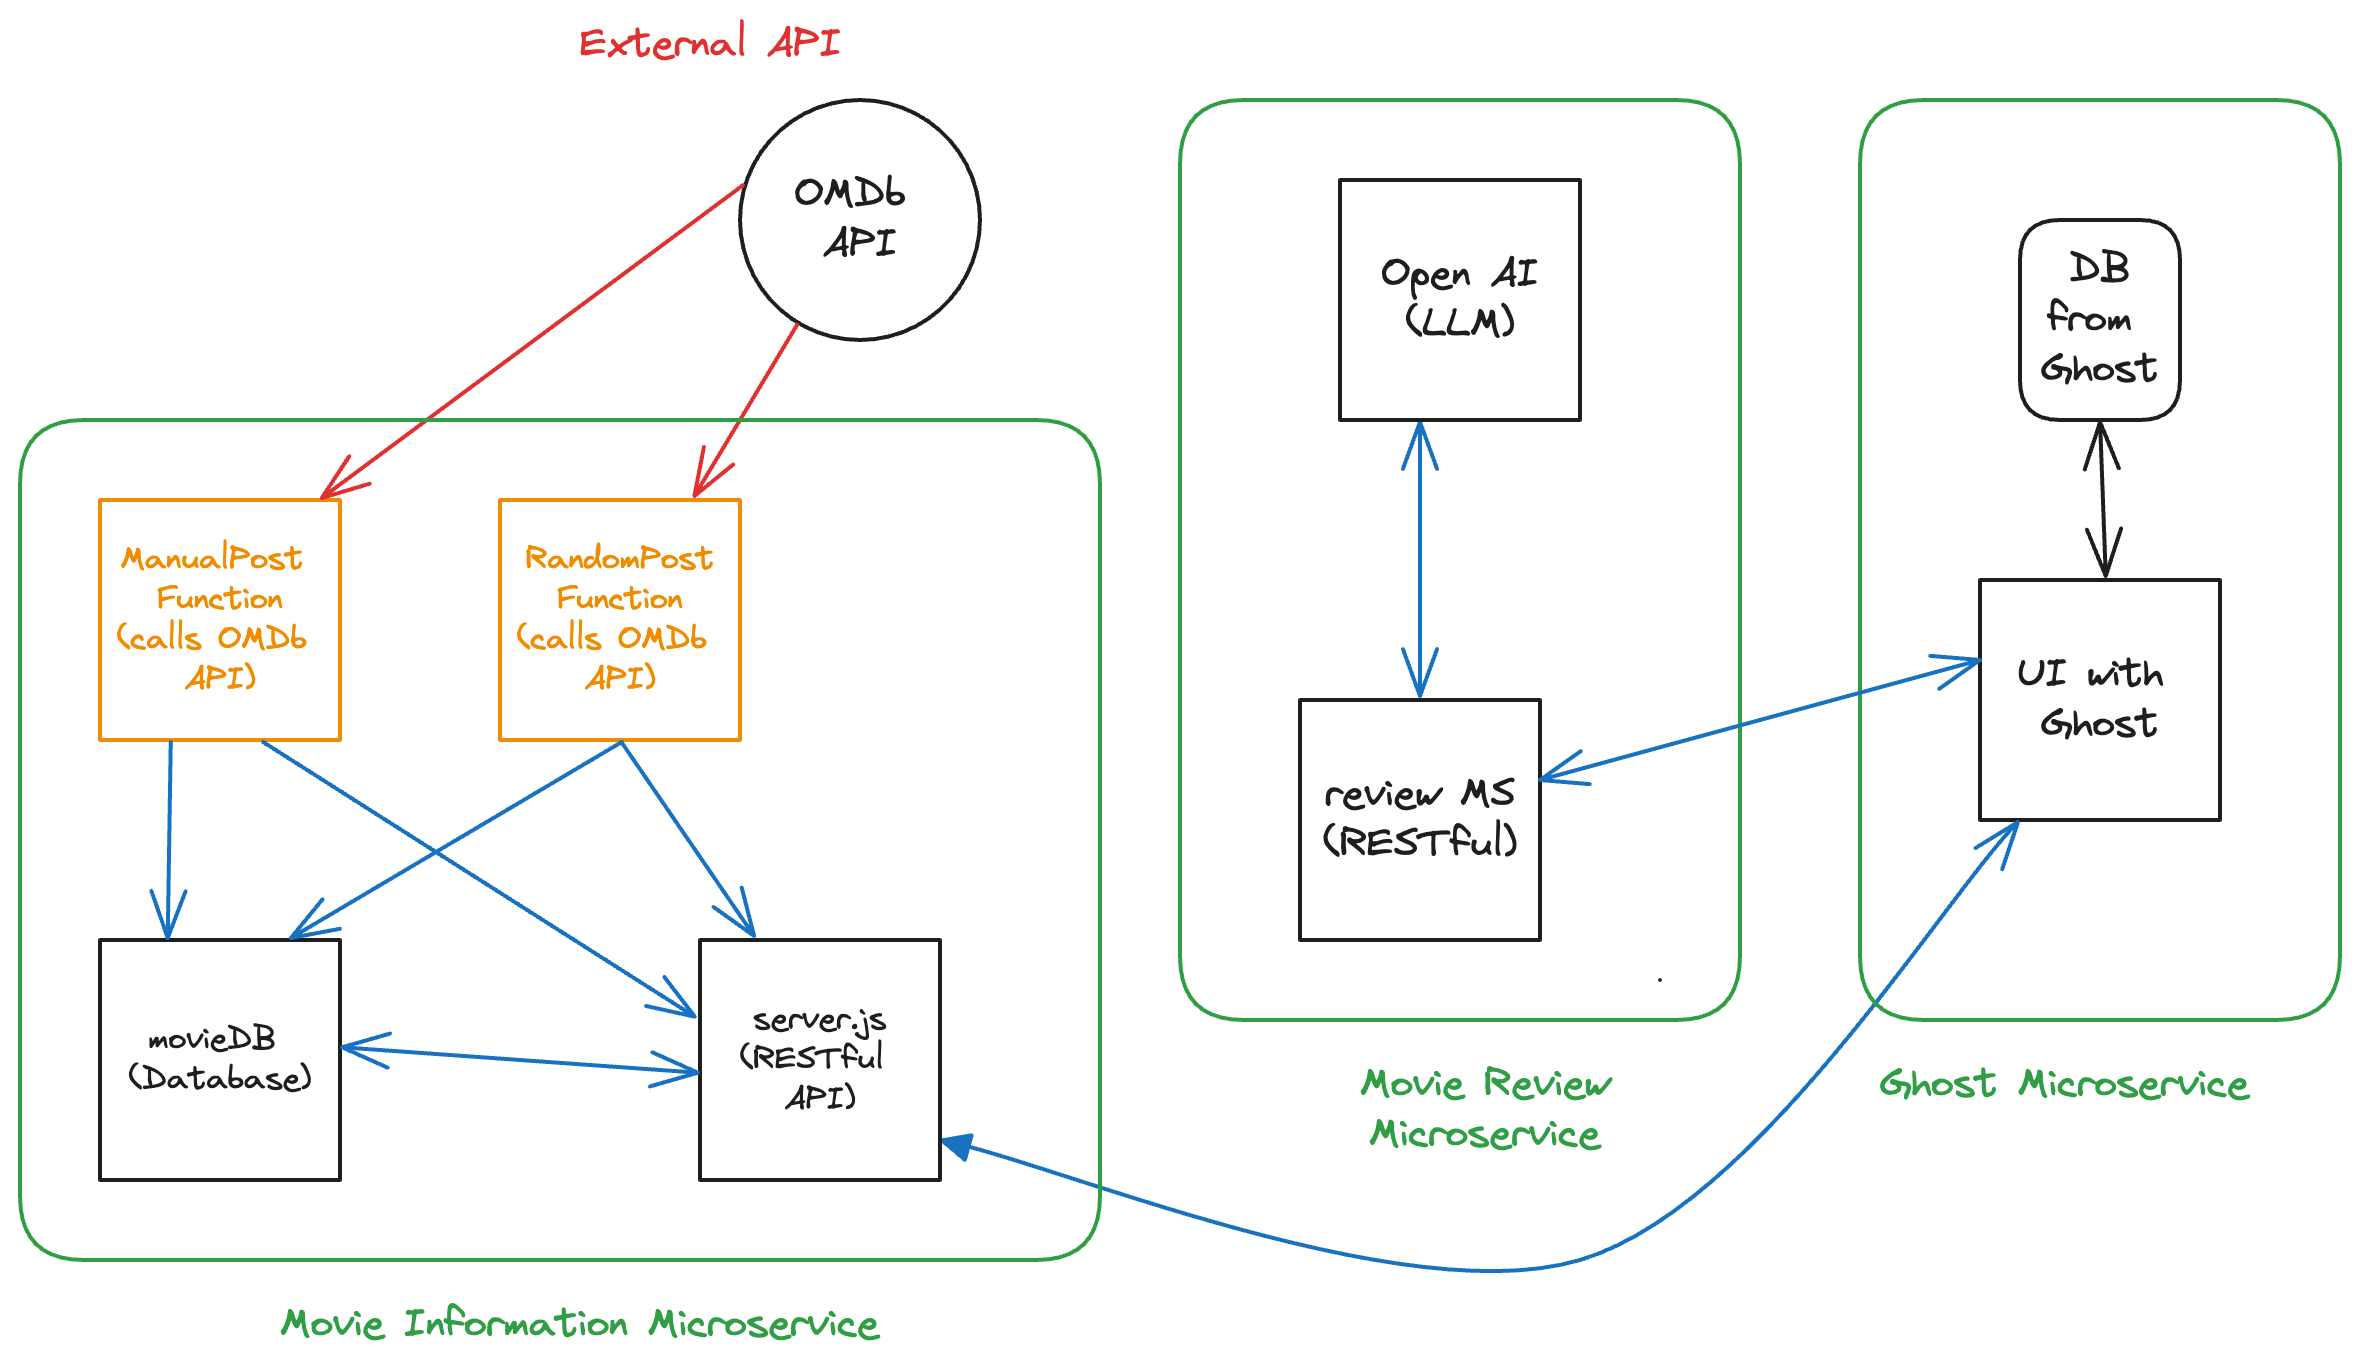 External API
OMDb
API
Open AI
(LLM)
DB
from
Ghost
ManualPost
Function
(calls OMDb
API)
RandomPost
Function
(calls OMDb
API)
UI with
Ghost
review MS
(RESTful)
movieDB
(Database)
server.js
(RESTful
API)
Movie Review
Microservice
Ghost Microservice
Movie Information Microservice